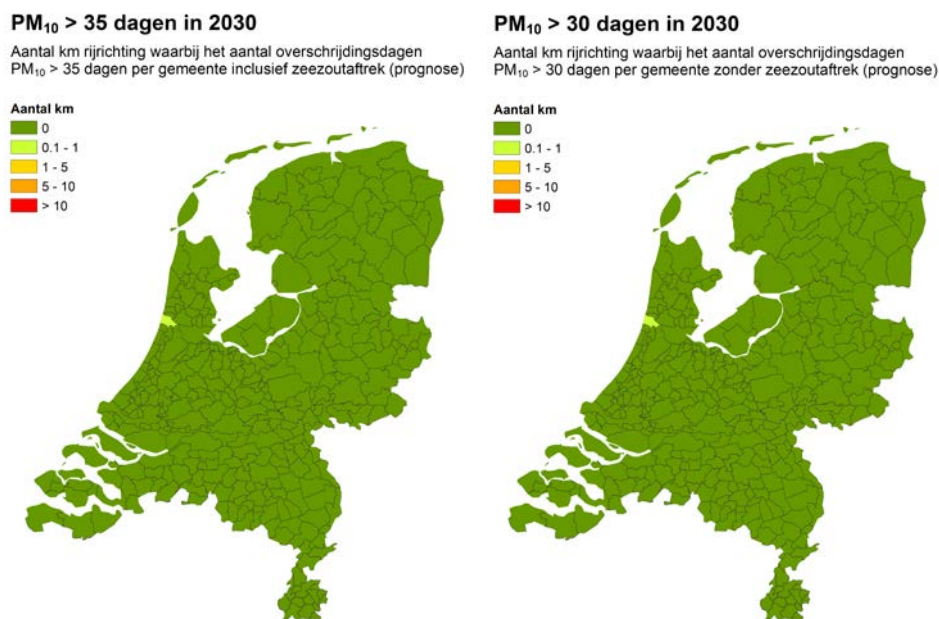 PM₁₀ > 35 dagen in 2030
Aantal km rijrichting waarbij het aantal overschrijdingsdagen
PM₁₀ > 35 dagen per gemeente inclusief zeezoutaftrek (prognose)
Aantal km
0
0.1 - 1
1 - 5
5 - 10
> 10
PM₁₀ > 30 dagen in 2030
Aantal km rijrichting waarbij het aantal overschrijdingsdagen
PM₁₀ > 30 dagen per gemeente zonder zeezoutaftrek (prognose)
Aantal km
0
0.1 - 1
1 - 5
5 - 10
> 10